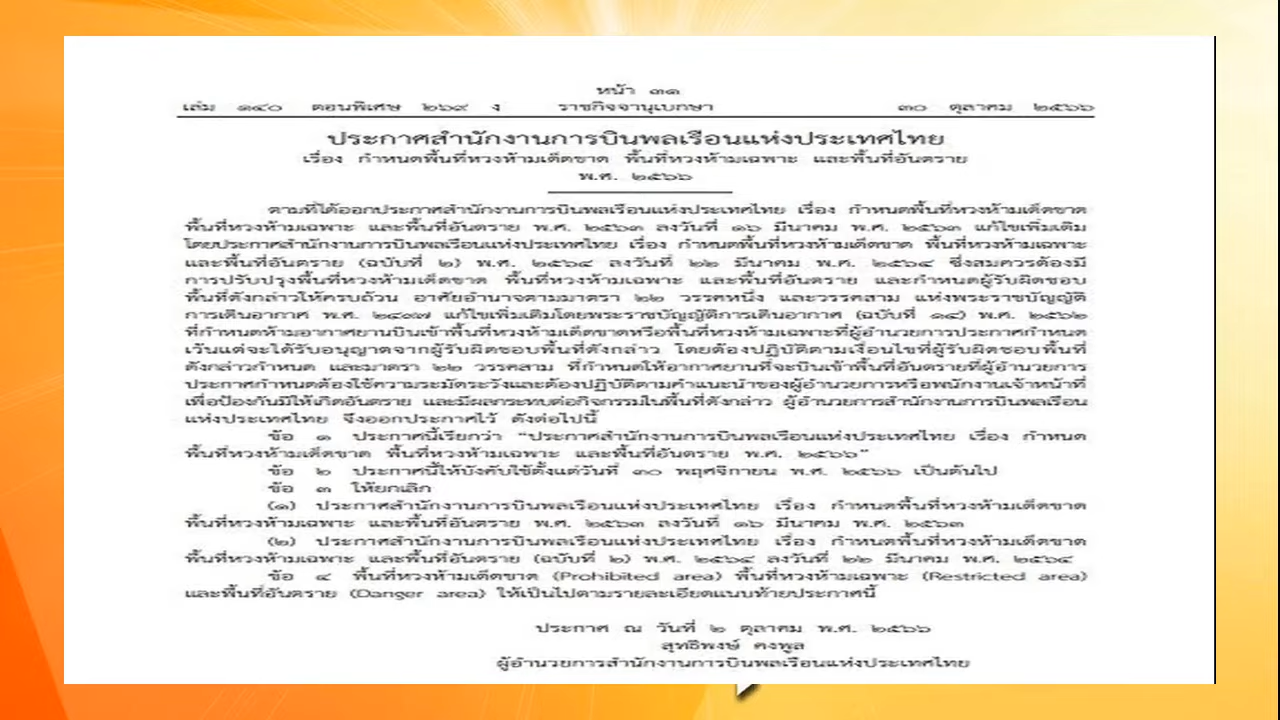 หน้า ๓๑
เล่ม ๑๔๐ ตอนพิเศษ ๒๖๙ ง ราชกิจจานุเบกษา ๓๐ ตุลาคม ๒๕๖๖
ประกาศสำนักงานการบินพลเรือนแห่งประเทศไทย
เรื่อง กำหนดพื้นที่หวงห้ามเด็ดขาด พื้นที่หวงห้ามเฉพาะ และพื้นที่อันตราย
พ.ศ. ๒๕๖๖
ตามที่ได้ออกประกาศสำนักงานการบินพลเรือนแห่งประเทศไทย เรื่อง กำหนดพื้นที่หวงห้ามเด็ดขาด
พื้นที่หวงห้ามเฉพาะ และพื้นที่อันตราย พ.ศ. ๒๕๖๓ ลงวันที่ ๑๖ มีนาคม พ.ศ. ๒๕๖๓ แก้ไขเพิ่มเติม
โดยประกาศสำนักงานการบินพลเรือนแห่งประเทศไทย เรื่อง กำหนดพื้นที่หวงห้ามเด็ดขาด พื้นที่หวงห้ามเฉพาะ
และพื้นที่อันตราย (ฉบับที่ ๒) พ.ศ. ๒๕๖๔ ลงวันที่ ๒๒ มีนาคม พ.ศ. ๒๕๖๔ ซึ่งสมควรต้องมี
การปรับปรุงพื้นที่หวงห้ามเด็ดขาด พื้นที่หวงห้ามเฉพาะ และพื้นที่อันตราย และกำหนดผู้รับผิดชอบ
พื้นที่ดังกล่าวให้ครบถ้วน อาศัยอำนาจตามมาตรา ๒๒ วรรคหนึ่ง และวรรคสาม แห่งพระราชบัญญัติ
การเดินอากาศ พ.ศ. ๒๔๙๗ แก้ไขเพิ่มเติมโดยพระราชบัญญัติการเดินอากาศ (ฉบับที่ ๑๔) พ.ศ. ๒๕๖๒
ที่กำหนดห้ามอากาศยานบินเข้าพื้นที่หวงห้ามเด็ดขาดหรือพื้นที่หวงห้ามเฉพาะที่ผู้อำนวยการประกาศกำหนด
เว้นแต่จะได้รับอนุญาตจากผู้รับผิดชอบพื้นที่ดังกล่าว โดยต้องปฏิบัติตามเงื่อนไขที่ผู้รับผิดชอบพื้นที่
ดังกล่าวกำหนด และมาตรา ๒๒ วรรคสาม ที่กำหนดให้อากาศยานที่จะบินเข้าพื้นที่อันตรายที่ผู้อำนวยการ
ประกาศกำหนดต้องใช้ความระมัดระวังและต้องปฏิบัติตามคำแนะนำของผู้อำนวยการหรือพนักงานเจ้าหน้าที่
เพื่อป้องกันมิให้เกิดอันตราย และมีผลกระทบต่อกิจกรรมในพื้นที่ดังกล่าว ผู้อำนวยการสำนักงานการบินพลเรือน
แห่งประเทศไทย จึงออกประกาศไว้ ดังต่อไปนี้
ข้อ ๑ ประกาศนี้เรียกว่า “ประกาศสำนักงานการบินพลเรือนแห่งประเทศไทย เรื่อง กำหนด
พื้นที่หวงห้ามเด็ดขาด พื้นที่หวงห้ามเฉพาะ และพื้นที่อันตราย พ.ศ. ๒๕๖๖”
ข้อ ๒ ประกาศนี้ให้บังคับใช้ตั้งแต่วันที่ ๓๐ พฤศจิกายน พ.ศ. ๒๕๖๖ เป็นต้นไป
ข้อ ๓ ให้ยกเลิก
(๑) ประกาศสำนักงานการบินพลเรือนแห่งประเทศไทย เรื่อง กำหนดพื้นที่หวงห้ามเด็ดขาด
พื้นที่หวงห้ามเฉพาะ และพื้นที่อันตราย พ.ศ. ๒๕๖๓ ลงวันที่ ๑๖ มีนาคม พ.ศ. ๒๕๖๓
(๒) ประกาศสำนักงานการบินพลเรือนแห่งประเทศไทย เรื่อง กำหนดพื้นที่หวงห้ามเด็ดขาด
พื้นที่หวงห้ามเฉพาะ และพื้นที่อันตราย (ฉบับที่ ๒) พ.ศ. ๒๕๖๔ ลงวันที่ ๒๒ มีนาคม พ.ศ. ๒๕๖๔
ข้อ ๔ พื้นที่หวงห้ามเด็ดขาด (Prohibited area) พื้นที่หวงห้ามเฉพาะ (Restricted area)
และพื้นที่อันตราย (Danger area) ให้เป็นไปตามรายละเอียดแนบท้ายประกาศนี้
ประกาศ ณ วันที่ ๒ ตุลาคม พ.ศ. ๒๕๖๖
สุทธิพงษ์ คงพูล
ผู้อำนวยการสำนักงานการบินพลเรือนแห่งประเทศไทย